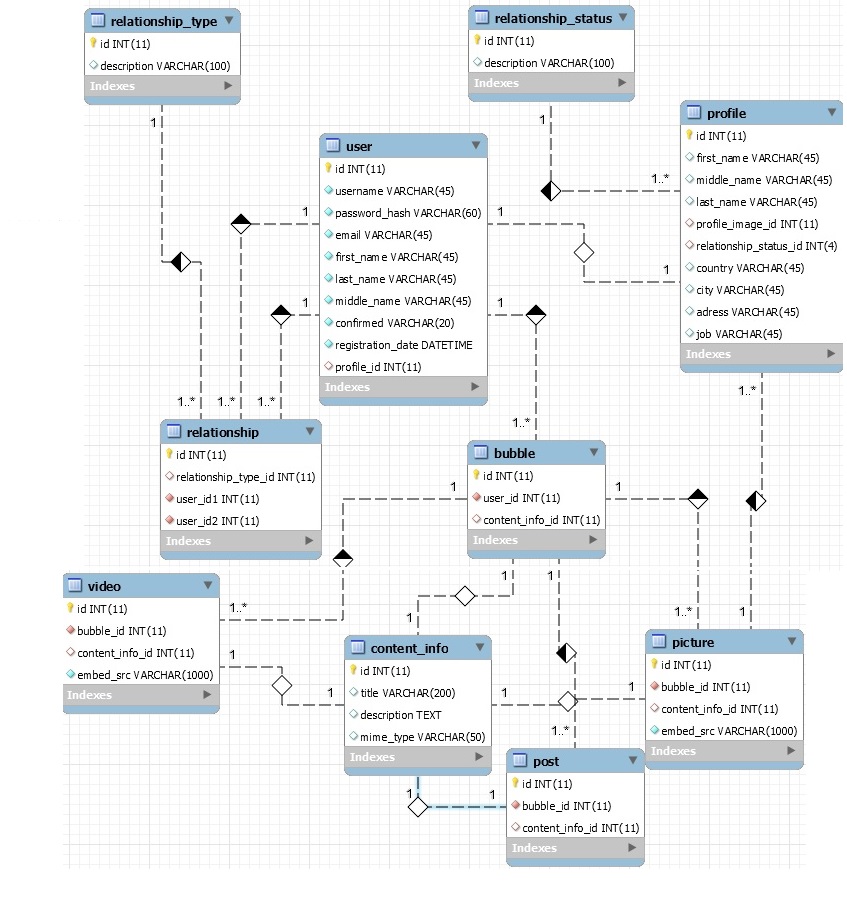 relationship_type
id INT(11)
description VARCHAR(100)
Indexes
1
relationship_status
id INT(11)
description VARCHAR(100)
Indexes
1
1..*
profile
id INT(11)
first_name VARCHAR(45)
middle_name VARCHAR(45)
last_name VARCHAR(45)
profile_image_id INT(11)
relationship_status_id INT(4)
country VARCHAR(45)
city VARCHAR(45)
adress VARCHAR(45)
job VARCHAR(45)
Indexes
1..*
user
id INT(11)
username VARCHAR(45)
password_hash VARCHAR(60)
email VARCHAR(45)
first_name VARCHAR(45)
last_name VARCHAR(45)
middle_name VARCHAR(45)
confirmed VARCHAR(20)
registration_date DATETIME
profile_id INT(11)
Indexes
1
1
1
1
1
1..*
1..*
1..*
1..*
relationship
id INT(11)
relationship_type_id INT(11)
user_id1 INT(11)
user_id2 INT(11)
Indexes
bubble
id INT(11)
user_id INT(11)
content_info_id INT(11)
Indexes
1
1
1
1
video
id INT(11)
bubble_id INT(11)
content_info_id INT(11)
embed_src VARCHAR(1000)
Indexes
1..*
1
1
1
content_info
id INT(11)
title VARCHAR(200)
description TEXT
mime_type VARCHAR(50)
Indexes
1
1
1..*
1
1..*
1
picture
id INT(11)
bubble_id INT(11)
content_info_id INT(11)
embed_src VARCHAR(1000)
Indexes
1
1
post
id INT(11)
bubble_id INT(11)
content_info_id INT(11)
Indexes